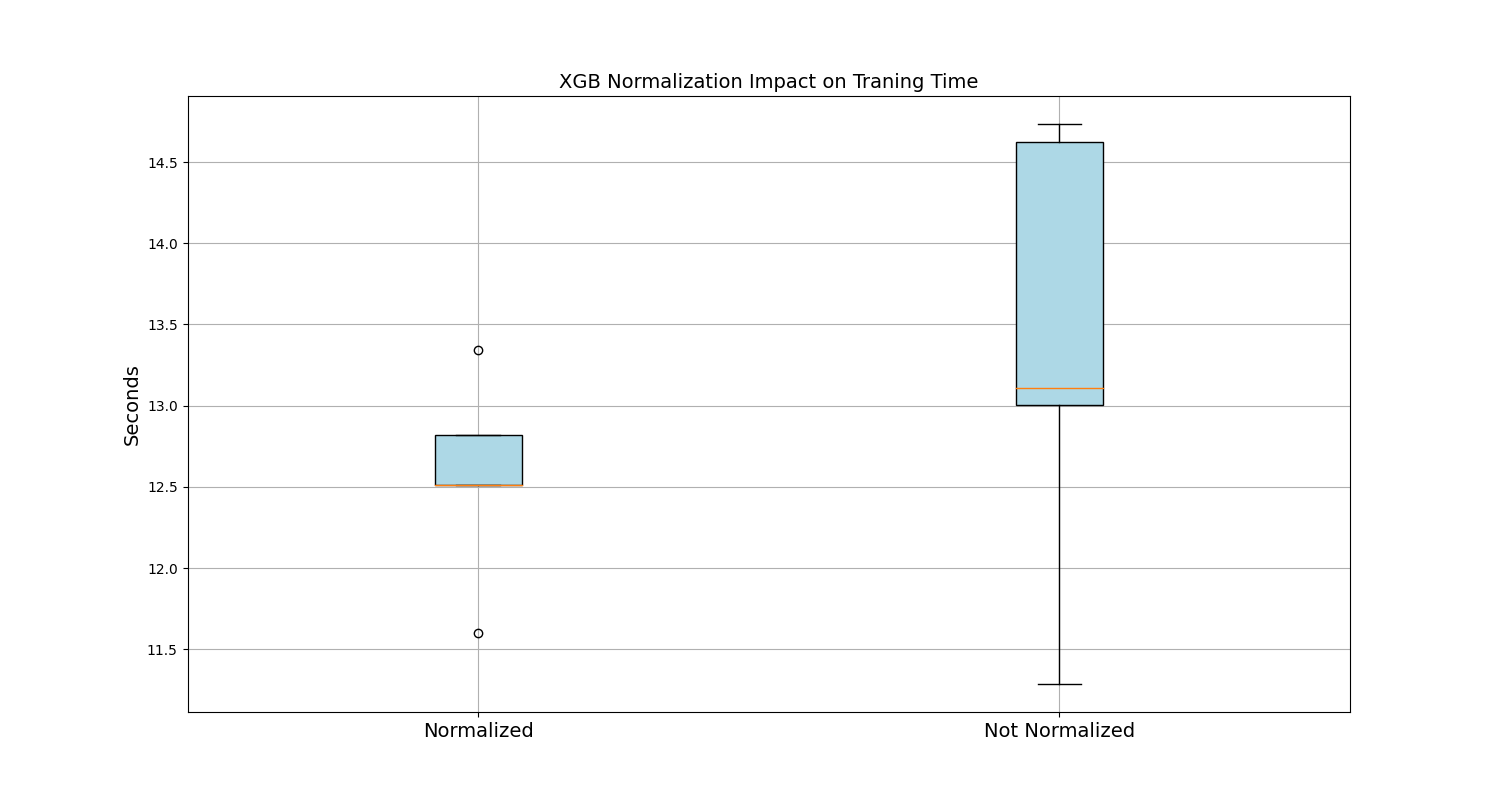 XGB Normalization Impact on Traning Time
Seconds
14.5
14.0
13.5
13.0
12.5
12.0
11.5
Normalized
Not Normalized